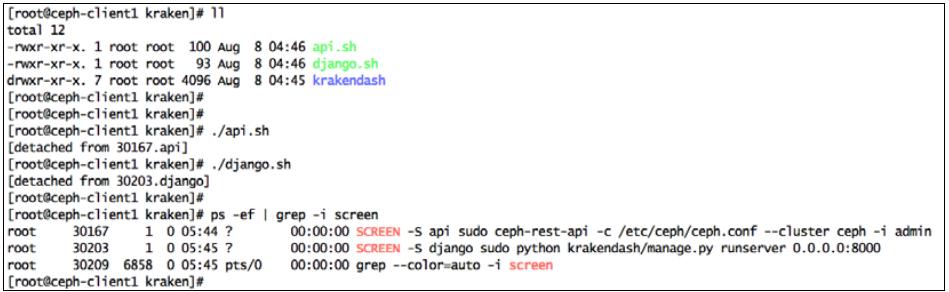 [root@ceph-client1 kraken]# ll
total 12
-rwxr-xr-x. 1 root root  100 Aug  8 04:46 api.sh
-rwxr-xr-x. 1 root root   93 Aug  8 04:46 django.sh
drwxr-xr-x. 7 root root 4096 Aug  8 04:45 krakendash
[root@ceph-client1 kraken]#
[root@ceph-client1 kraken]#
[root@ceph-client1 kraken]# ./api.sh
[detached from 30167.api]
[root@ceph-client1 kraken]# ./django.sh
[detached from 30203.django]
[root@ceph-client1 kraken]#
[root@ceph-client1 kraken]# ps -ef | grep -i screen
root     30167     1  0 05:44 ?        00:00:00 SCREEN -S api sudo ceph-rest-api -c /etc/ceph/ceph.conf --cluster ceph -i admin
root     30203     1  0 05:45 ?        00:00:00 SCREEN -S django sudo python krakendash/manage.py runserver 0.0.0.0:8000
root     30209  6858  0 05:45 pts/0    00:00:00 grep --color=auto -i screen
[root@ceph-client1 kraken]#